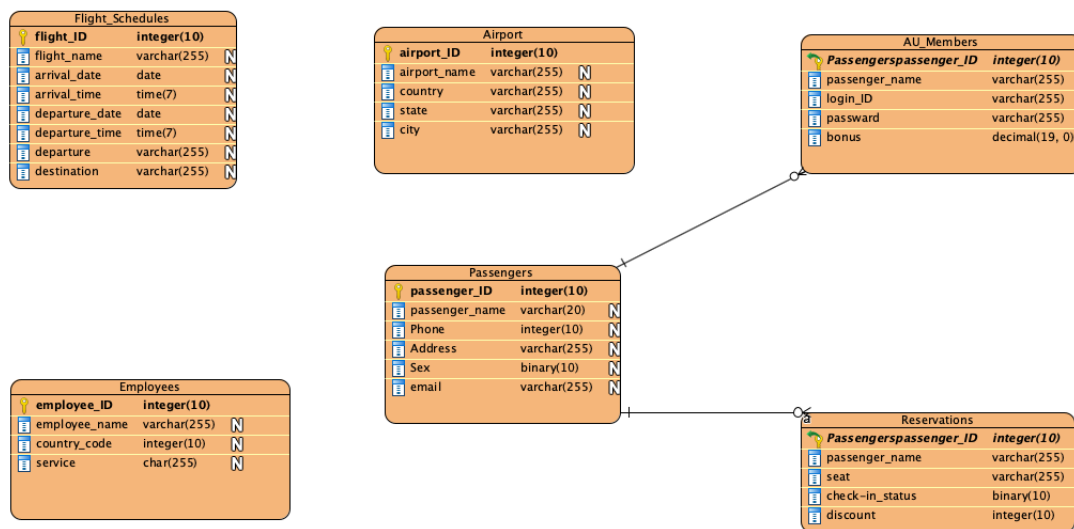 Flight_Schedules
flight_ID integer(10)
flight_name varchar(255) N
arrival_date date N
arrival_time time(7) N
departure_date date N
departure_time time(7) N
departure varchar(255) N
destination varchar(255) N
Airport
airport_ID integer(10)
airport_name varchar(255) N
country varchar(255) N
state varchar(255) N
city varchar(255) N
AU_Members
Passengerspassenger_ID integer(10)
passenger_name varchar(255)
login_ID varchar(255)
passward varchar(255)
bonus decimal(19, 0)
Passengers
passenger_ID integer(10)
passenger_name varchar(20) N
Phone integer(10) N
Address varchar(255) N
Sex binary(10) N
email varchar(255) N
Employees
employee_ID integer(10)
employee_name varchar(255) N
country_code integer(10) N
service char(255) N
a
Reservations
Passengerspassenger_ID integer(10)
passenger_name varchar(255)
seat varchar(255)
check-in_status binary(10)
discount integer(10)